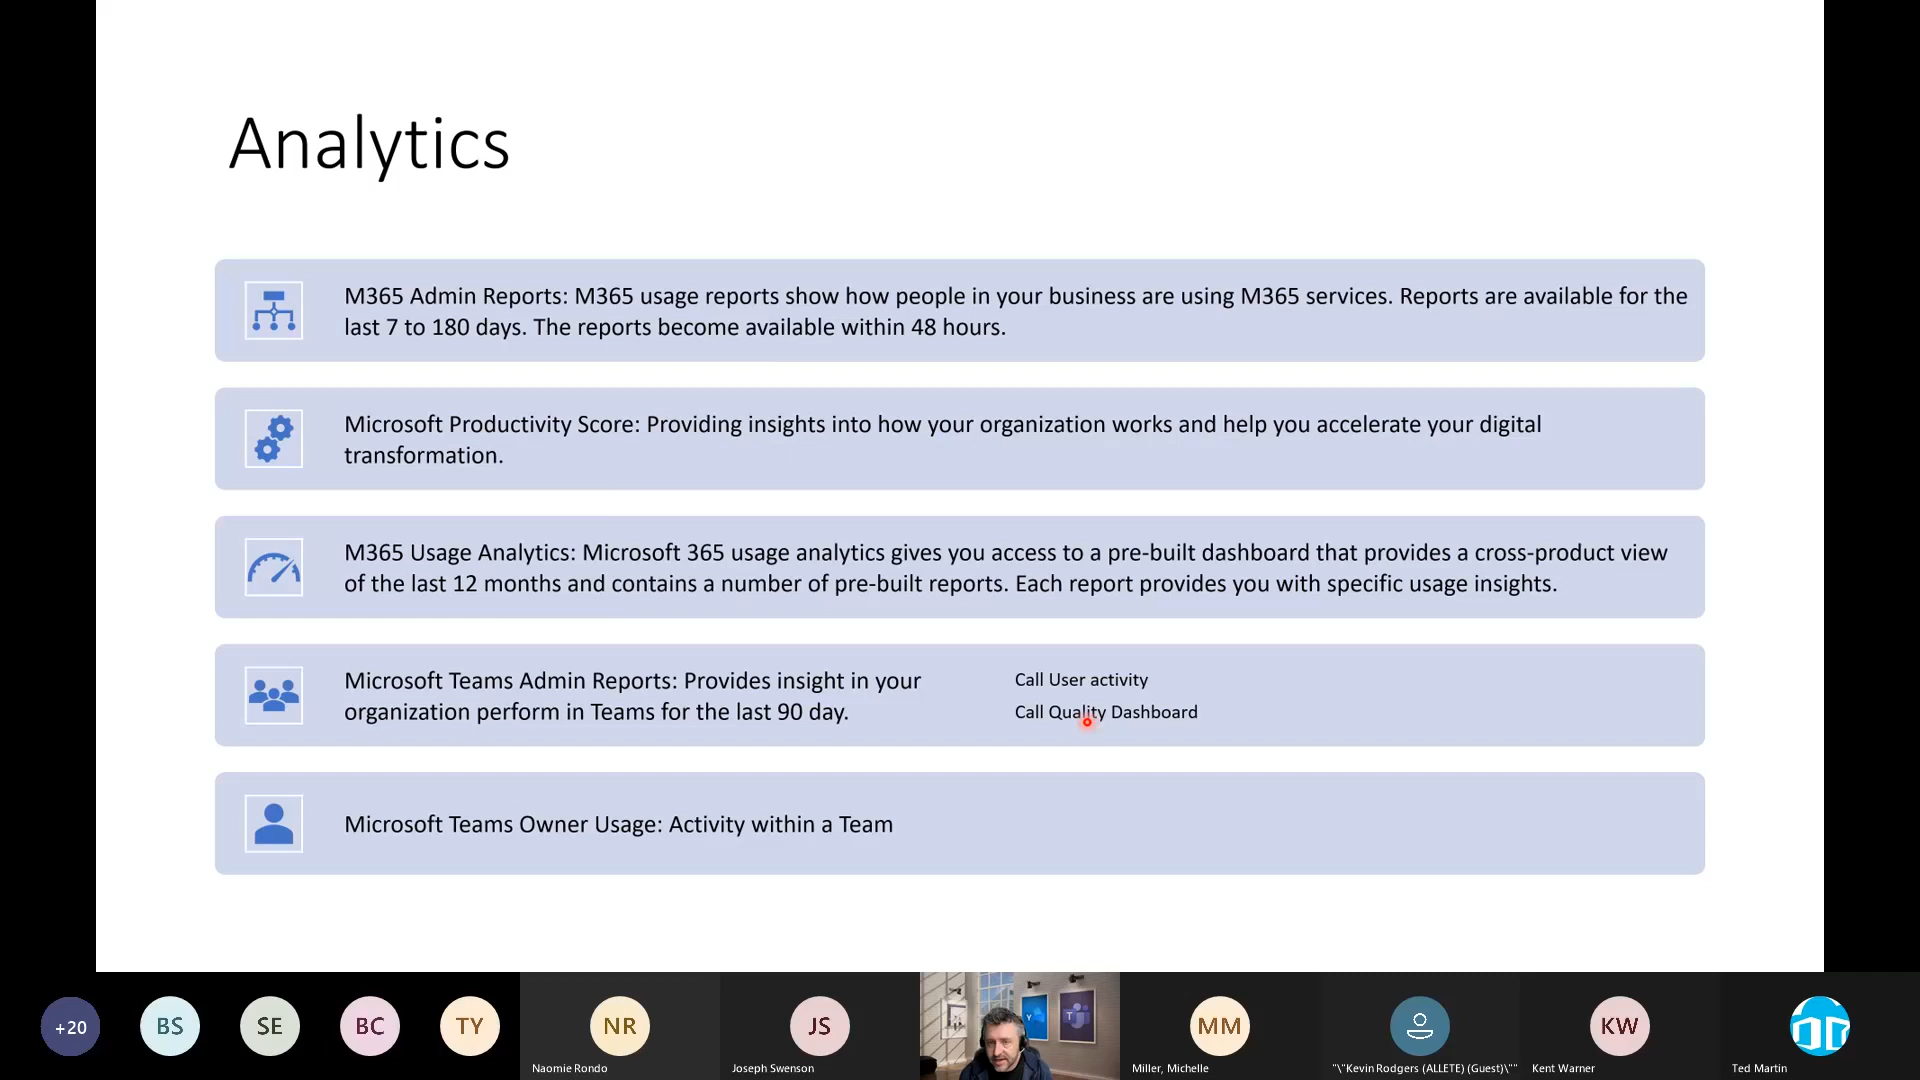 Analytics
M365 Admin Reports: M365 usage reports show how people in your business are using M365 services. Reports are available for the
last 7 to 180 days. The reports become available within 48 hours.
Microsoft Productivity Score: Providing insights into how your organization works and help you accelerate your digital
transformation.
M365 Usage Analytics: Microsoft 365 usage analytics gives you access to a pre-built dashboard that provides a cross-product view
of the last 12 months and contains a number of pre-built reports. Each report provides you with specific usage insights.
Microsoft Teams Admin Reports: Provides insight in your
organization perform in Teams for the last 90 day.
Call User activity
Call Quality Dashboard
Microsoft Teams Owner Usage: Activity within a Team
+20
BS
SE
BC
TY
NR
Naomie Rondo
JS
Joseph Swenson
MM
Miller, Michelle
"\"Kevin Rodgers (ALLETE) (Guest)\""
KW
Kent Warner
Ted Martin